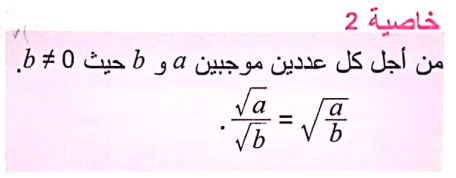 خاصية 2
من أجل كل عددين موجبين a و b حيث b ≠ 0.
√a/√b = √(a/b) .